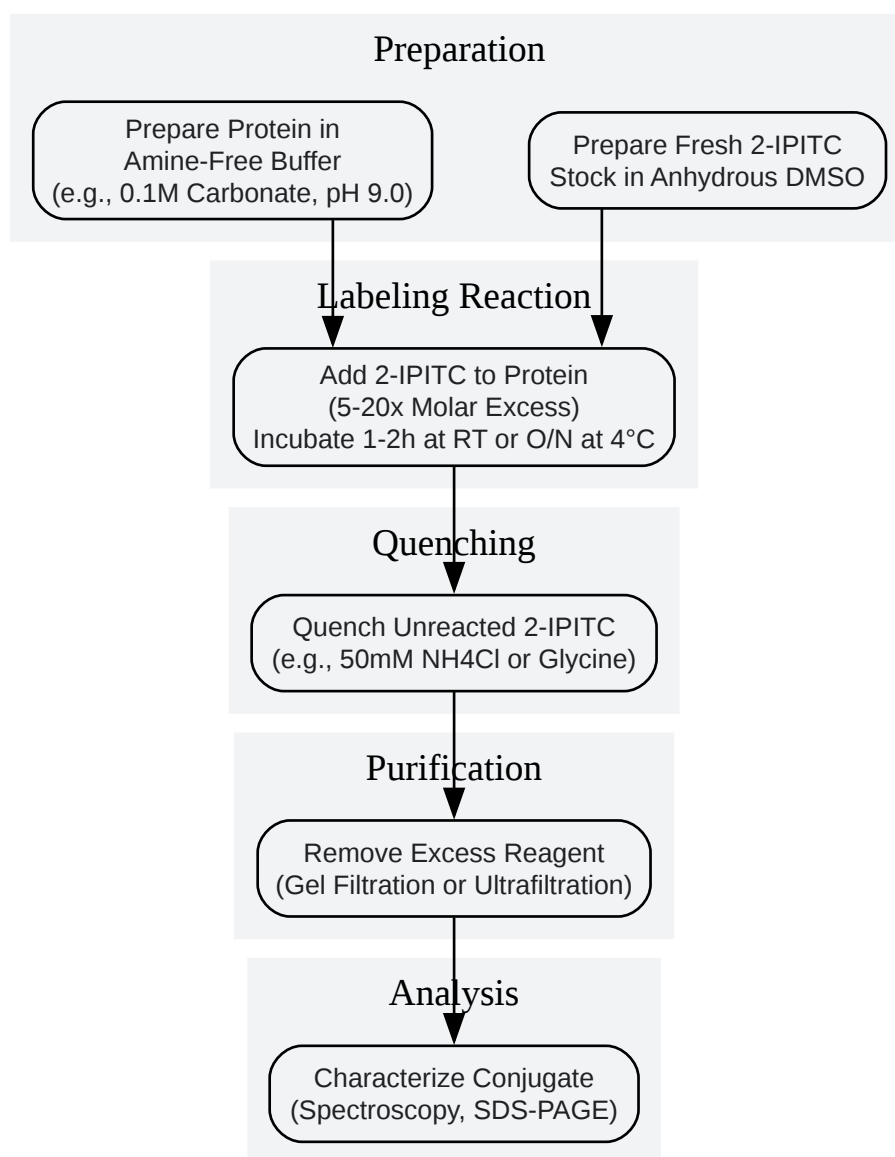 Preparation
Prepare Protein in
Amine-Free Buffer
(e.g., 0.1M Carbonate, pH 9.0)
Prepare Fresh 2-IPITC
Stock in Anhydrous DMSO
Labeling Reaction
Add 2-IPITC to Protein
(5-20x Molar Excess)
Incubate 1-2h at RT or O/N at 4°C
Quenching
Quench Unreacted 2-IPITC
(e.g., 50mM NH4Cl or Glycine)
Purification
Remove Excess Reagent
(Gel Filtration or Ultrafiltration)
Analysis
Characterize Conjugate
(Spectroscopy, SDS-PAGE)